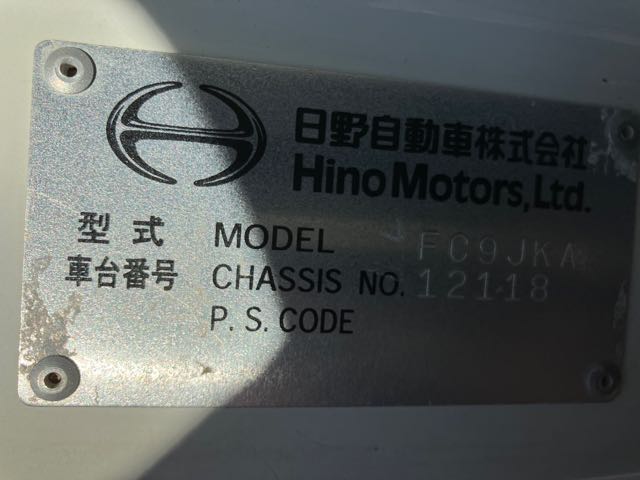 日野自動車株式会社
Hino Motors, Ltd.
型式 MODEL FC9JKA
車台番号 CHASSIS NO. 12118
P. S. CODE